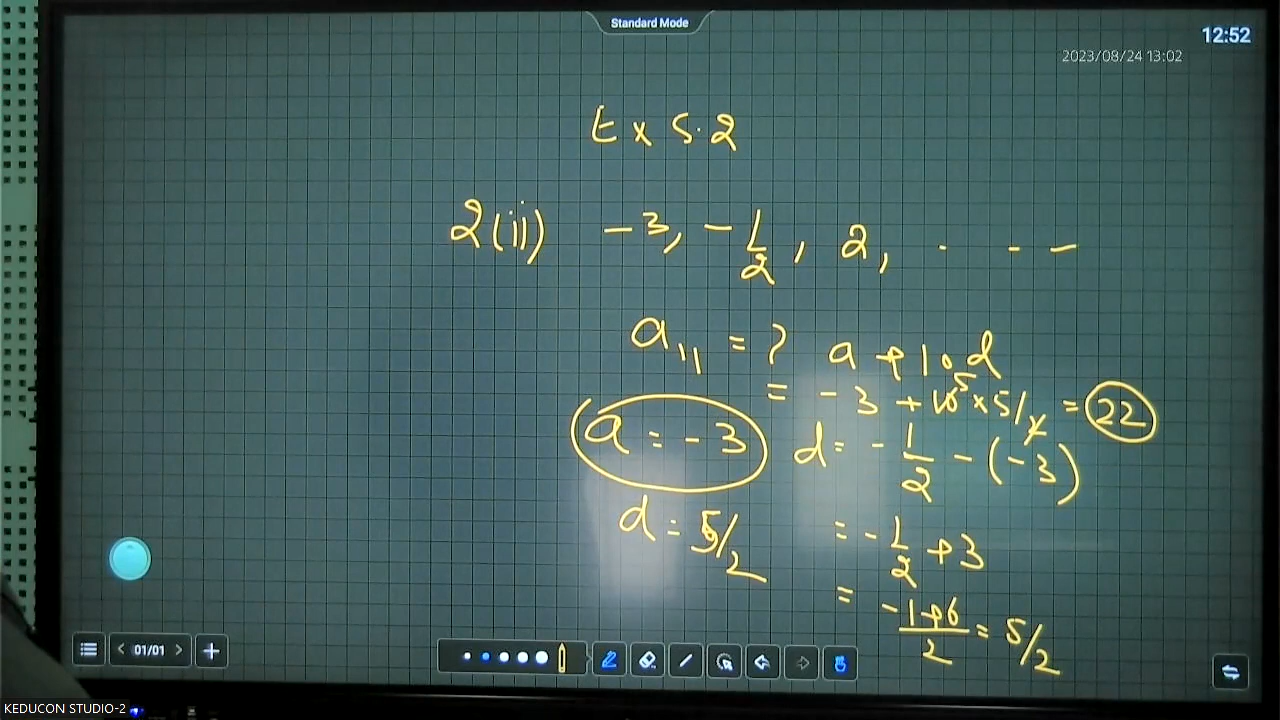 Standard Mode
12:52
2023/08/24 13:02
Ex 5.2
2(ii) -3, -1/2, 2, . . -
a11 = ? a + 10d
= -3 + 10 5 × 5/2 = 22
a = -3 d = -1/2 - (-3)
d = 5/2 = -1/2 + 3
= -1+6/2 = 5/2
01/01
KEDUCON STUDIO-2